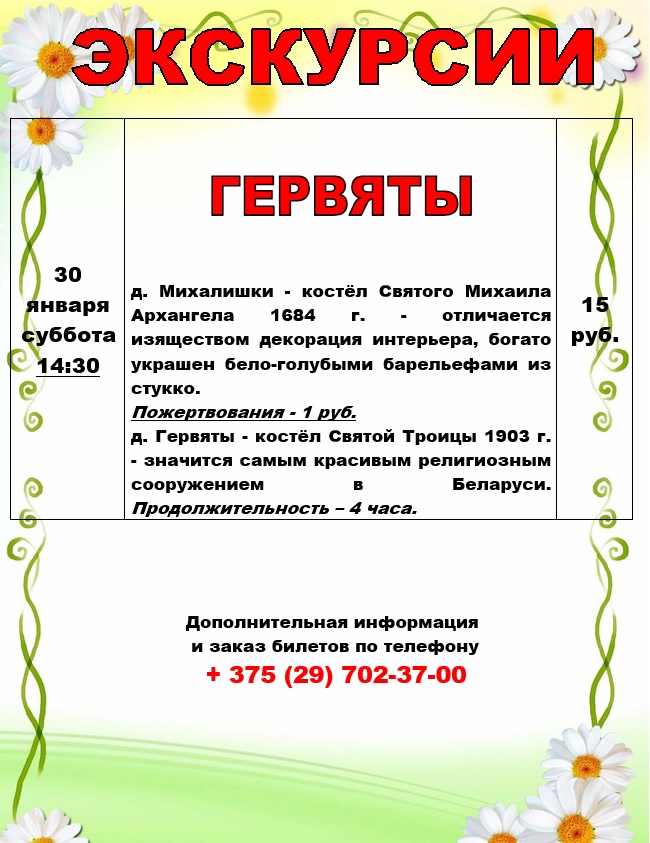 ЭКСКУРСИИ
ГЕРВЯТЫ
30
января
суббота
14:30
д. Михалишки - костёл Святого Михаила
Архангела 1684 г. - отличается
изяществом декорация интерьера, богато
украшен бело-голубыми барельефами из
стукко.
Пожертвования - 1 руб.
д. Гервяты - костёл Святой Троицы 1903 г.
- значится самым красивым религиозным
сооружением в Беларуси.
Продолжительность – 4 часа.
15
руб.
Дополнительная информация
и заказ билетов по телефону
+ 375 (29) 702-37-00